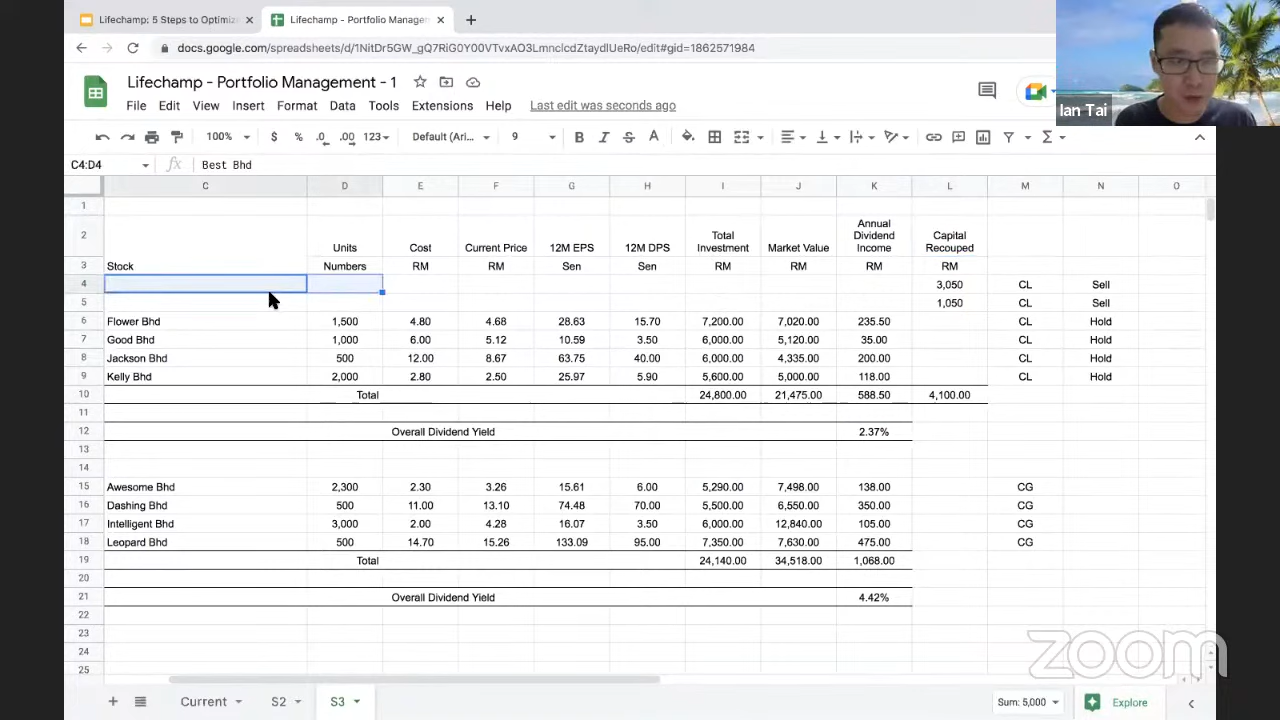 Lifechamp: 5 Steps to Optimiz
Lifechamp - Portfolio Managem
docs.google.com/spreadsheets/d/1NitDr5GW_gQ7RiG0Y00VTvxAO3LmnclcdZtaydlUeRo/edit#gid=1862571984
Lifechamp - Portfolio Management - 1
File Edit View Insert Format Data Tools Extensions Help Last edit was seconds ago
Ian Tai
100% $ % .0 .00 123 Default (Ari... 9 B I S A
C4:D4 fx Best Bhd
C D E F G H I J K L M N O
1
2 Units Cost Current Price 12M EPS 12M DPS Total Investment Market Value Annual Dividend Income Capital Recouped
3 Stock Numbers RM RM Sen Sen RM RM RM RM
4 3,050 CL Sell
5 1,050 CL Sell
6 Flower Bhd 1,500 4.80 4.68 28.63 15.70 7,200.00 7,020.00 235.50 CL Hold
7 Good Bhd 1,000 6.00 5.12 10.59 3.50 6,000.00 5,120.00 35.00 CL Hold
8 Jackson Bhd 500 12.00 8.67 63.75 40.00 6,000.00 4,335.00 200.00 CL Hold
9 Kelly Bhd 2,000 2.80 2.50 25.97 5.90 5,600.00 5,000.00 118.00 CL Hold
10 Total 24,800.00 21,475.00 588.50 4,100.00
11
12 Overall Dividend Yield 2.37%
13
14
15 Awesome Bhd 2,300 2.30 3.26 15.61 6.00 5,290.00 7,498.00 138.00 CG
16 Dashing Bhd 500 11.00 13.10 74.48 70.00 5,500.00 6,550.00 350.00 CG
17 Intelligent Bhd 3,000 2.00 4.28 16.07 3.50 6,000.00 12,840.00 105.00 CG
18 Leopard Bhd 500 14.70 15.26 133.09 95.00 7,350.00 7,630.00 475.00 CG
19 Total 24,140.00 34,518.00 1,068.00
20
21 Overall Dividend Yield 4.42%
22
23
24
25
zoom
Current S2 S3 Sum: 5,000 Explore